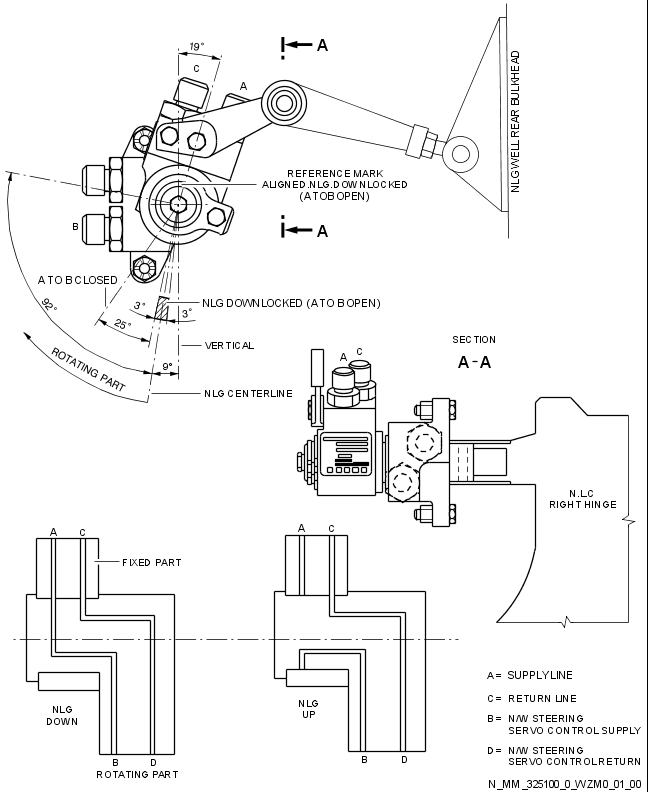 19°
A
C
A
NLG WELL REAR BULKHEAD
REFERENCE MARK
ALIGNED.NLG.DOWNLOCKED
(A TO B OPEN)
B
A
A TO B CLOSED
92°
3°
NLG DOWNLOCKED (A TO B OPEN)
3°
25°
VERTICAL
ROTATING PART
9°
NLG CENTERLINE
SECTION
A-A
A
C
N.L.C
RIGHT HINGE
A
C
FIXED PART
A
C
NLG
DOWN
NLG
UP
B
D
ROTATING PART
B
D
A = SUPPLY LINE
C = RETURN LINE
B = N/W STEERING
SERVO CONTROL SUPPLY
D = N/W STEERING
SERVO CONTROL RETURN
N_MM_325100_0_WZM0_01_00